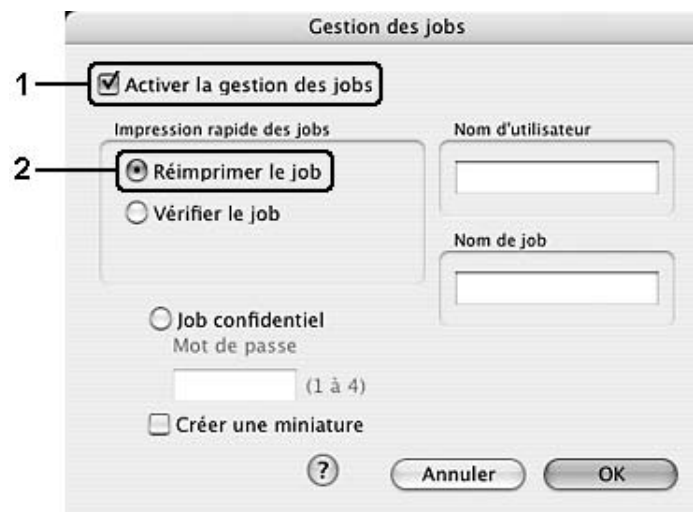 Gestion des jobs
1
Activer la gestion des jobs
Impression rapide des jobs
2
Réimprimer le job
Vérifier le job
Nom d'utilisateur
Nom de job
Job confidentiel
Mot de passe
(1 à 4)
Créer une miniature
?
Annuler
OK